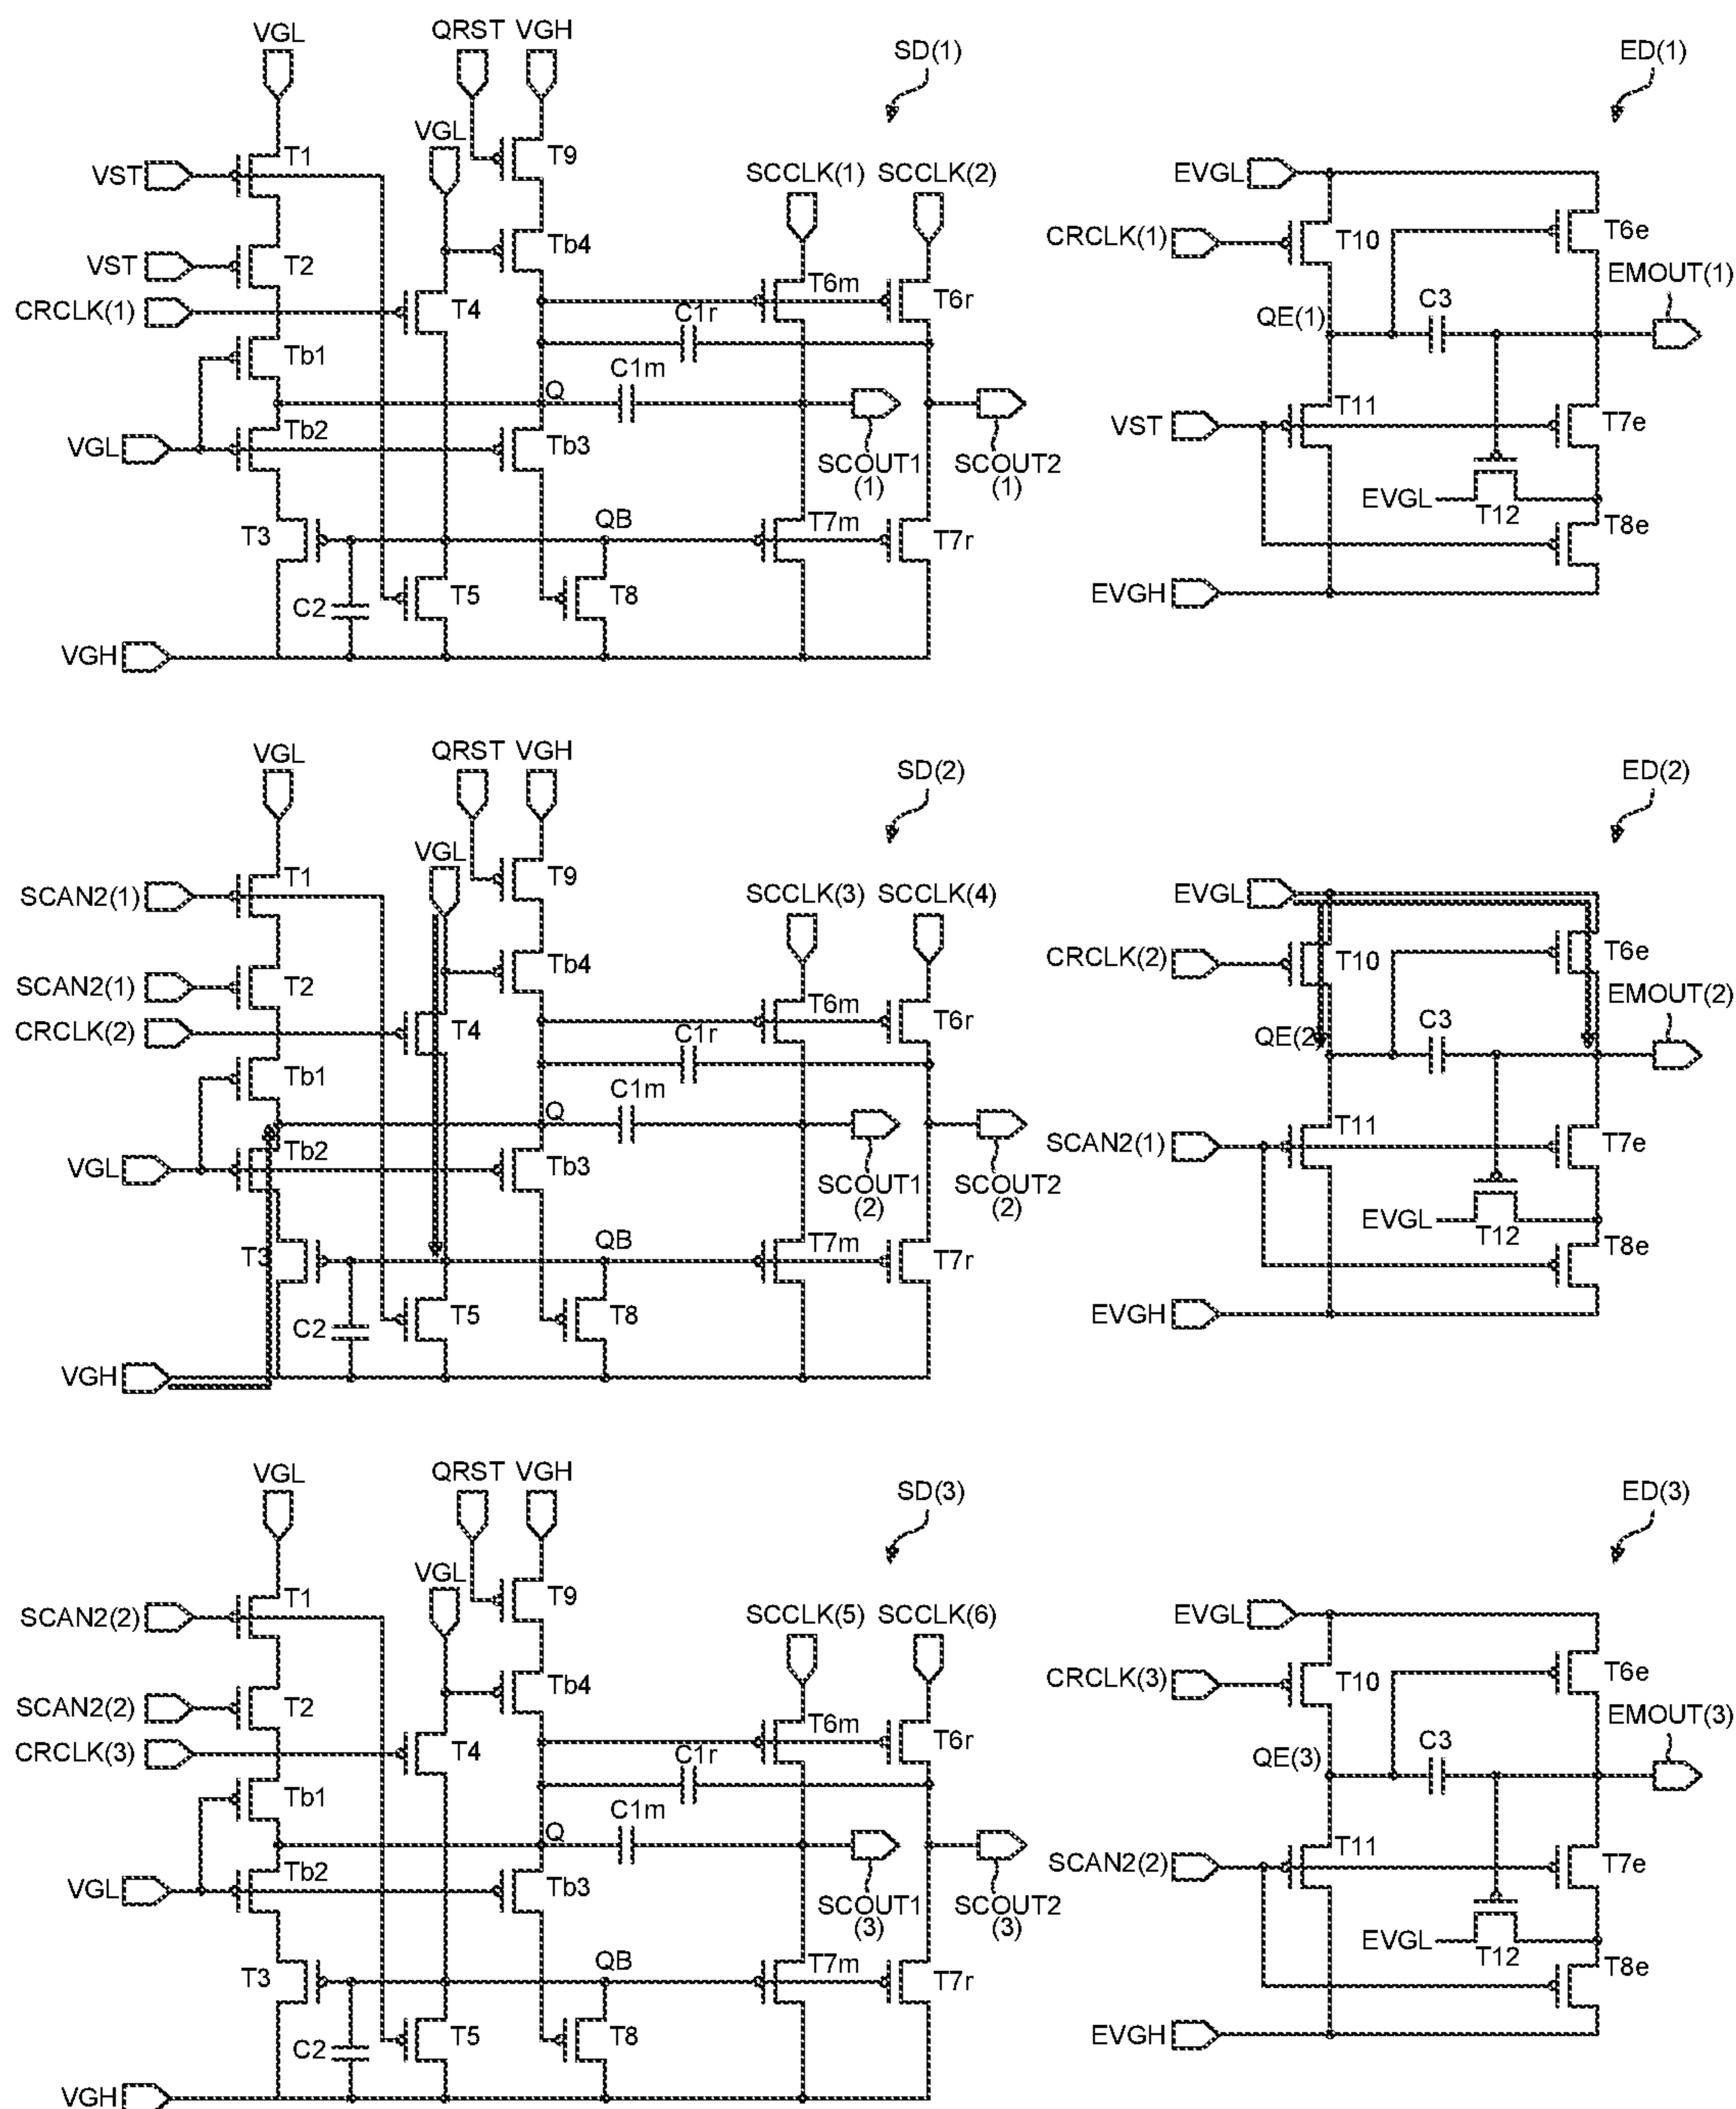 VGL
QRST
VGH
SD(1)
ED(1)
VGL
T1
T9
VST
SCCLK(1)
SCCLK(2)
EVGL
T6e
CRCLK(1)
T10
VST
T2
Tb4
EMOUT(1)
T6m
T6r
CRCLK(1)
T4
C1r
QE(1)
C3
Tb1
C1m
Q
T11
VST
T7e
VGL
Tb2
Tb3
SCOUT1
(1)
SCOUT2
(1)
EVGL
T12
T3
QB
T7m
T7r
T8e
C2
T5
T8
EVGH
VGH
VGL
QRST
VGH
SD(2)
ED(2)
VGL
T1
T9
SCAN2(1)
SCCLK(3)
SCCLK(4)
EVGL
T6e
CRCLK(2)
T10
SCAN2(1)
T2
Tb4
EMOUT(2)
T6m
T6r
CRCLK(2)
T4
C1r
QE(2)
C3
Tb1
C1m
Q
T11
SCAN2(1)
T7e
VGL
Tb2
Tb3
SCOUT1
(2)
SCOUT2
(2)
EVGL
T12
T3
QB
T7m
T7r
T8e
C2
T5
T8
EVGH
VGH
VGL
QRST
VGH
SD(3)
ED(3)
VGL
T1
T9
SCAN2(2)
SCCLK(5)
SCCLK(6)
EVGL
T6e
CRCLK(3)
T10
SCAN2(2)
T2
Tb4
EMOUT(3)
T6m
T6r
CRCLK(3)
T4
C1r
QE(3)
C3
Tb1
C1m
Q
T11
SCAN2(2)
T7e
VGL
Tb2
Tb3
SCOUT1
(3)
SCOUT2
(3)
EVGL
T12
T3
QB
T7m
T7r
T8e
C2
T5
T8
EVGH
VGH